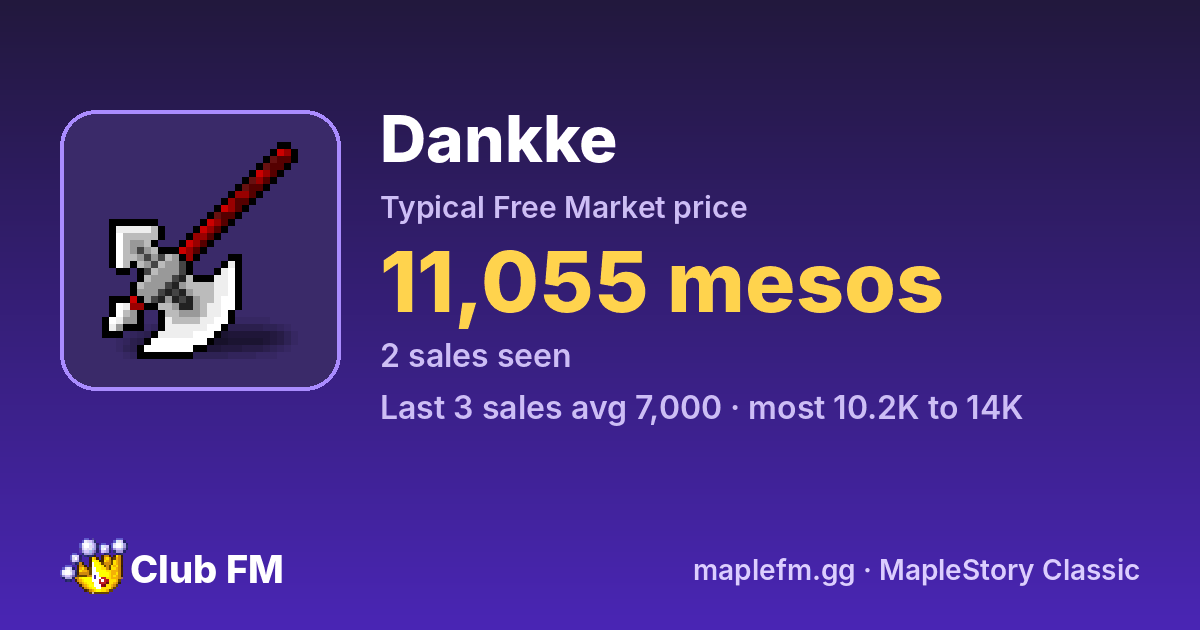 Dankke
Typical Free Market price
11,055 mesos
2 sales seen
Last 3 sales avg 7,000 · most 10.2K to 14K
Club FM
maplefm.gg · MapleStory Classic